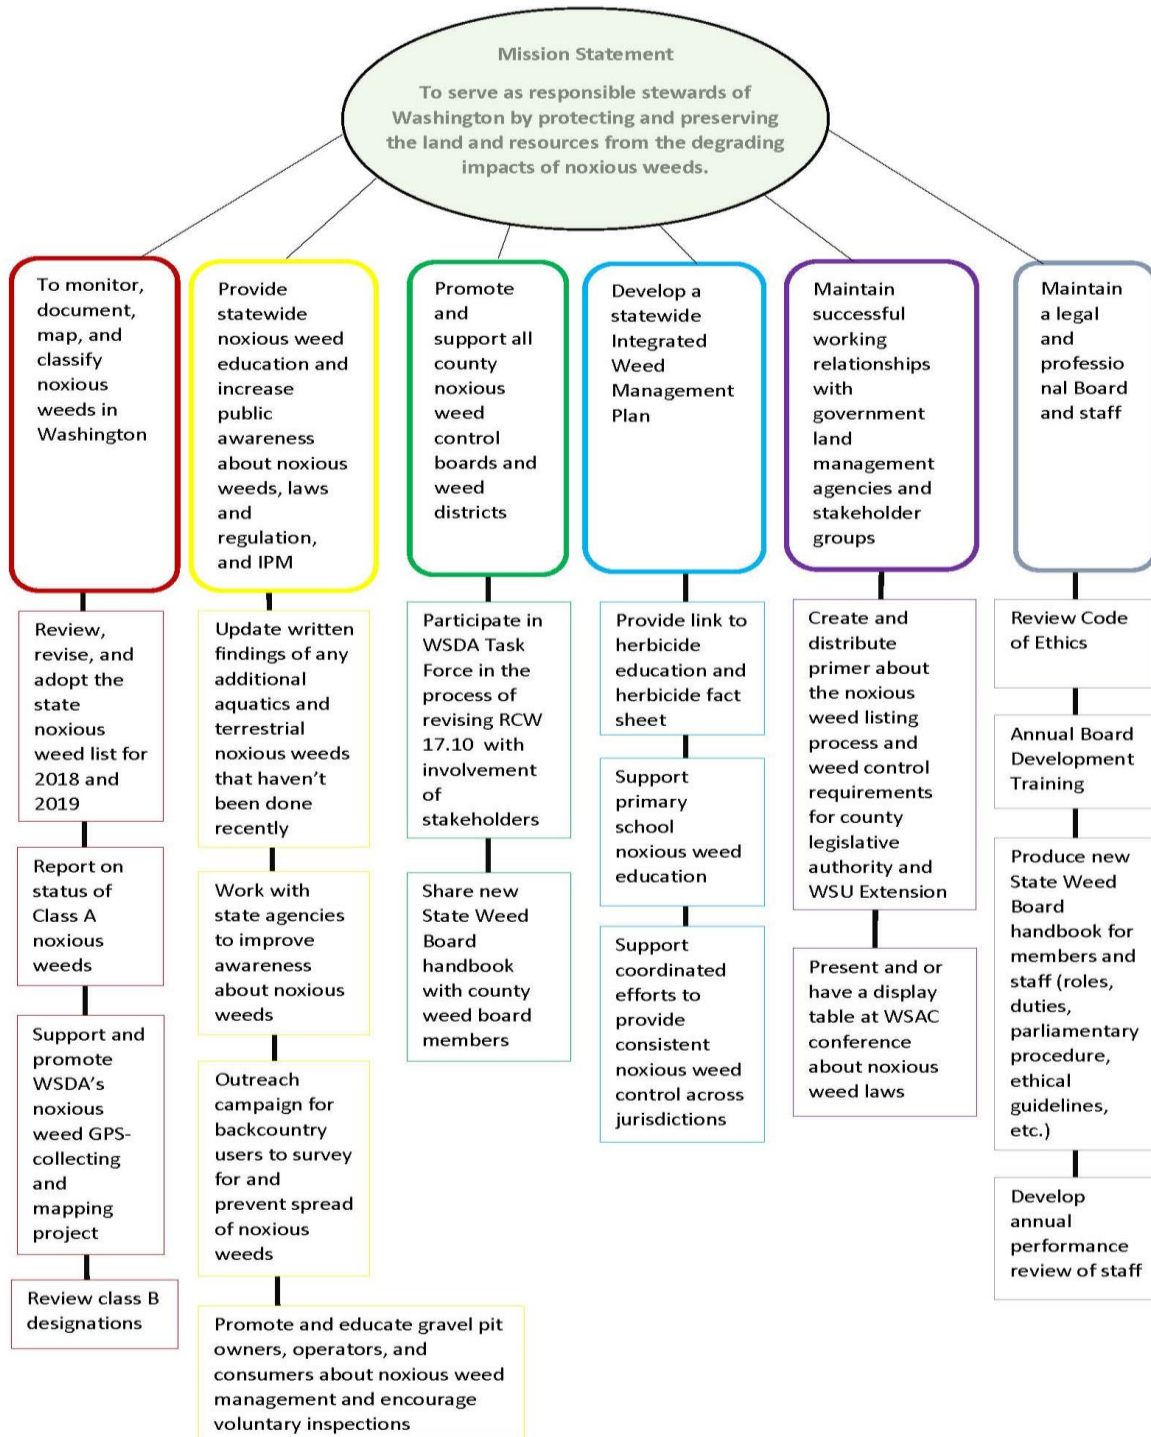 Mission Statement
To serve as responsible stewards of
Washington by protecting and preserving
the land and resources from the degrading
impacts of noxious weeds.
To monitor,
document,
map, and
classify
noxious
weeds in
Washington
Review,
revise, and
adopt the
state
noxious
weed list for
2018 and
2019
Report on
status of
Class A
noxious
weeds
Support and
promote
WSDA's
noxious
weed GPS-
collecting
and
mapping
project
Review class B
designations
Provide
statewide
noxious weed
education and
increase
public
awareness
about noxious
weeds, laws
and
regulation,
and IPM
Update written
findings of any
additional
aquatics and
terrestrial
noxious weeds
that haven't
been done
recently
Work with
state agencies
to improve
awareness
about noxious
weeds
Outreach
campaign for
backcountry
users to survey
for and
prevent spread
of noxious
weeds
Promote and educate gravel pit
owners, operators, and
consumers about noxious weed
management and encourage
voluntary inspections
Promote
and
support all
county
noxious
weed
control
boards and
weed
districts
Participate in
WSDA Task
Force in the
process of
revising RCW
17.10 with
involvement
of
stakeholders
Share new
State Weed
Board
handbook
with county
weed board
members
Develop a
statewide
Integrated
Weed
Management
Plan
Provide link to
herbicide
education and
herbicide fact
sheet
Support
primary
school
noxious weed
education
Support
coordinated
efforts to
provide
consistent
noxious weed
control across
jurisdictions
Maintain
successful
working
relationships
with
government
land
management
agencies and
stakeholder
groups
Create and
distribute
primer about
the noxious
weed listing
process and
weed control
requirements
for county
legislative
authority and
WSU Extension
Present and or
have a display
table at WSAC
conference
about noxious
weed laws
Maintain
a legal
and
professio
nal Board
and staff
Review Code
of Ethics
Annual Board
Development
Training
Produce new
State Weed
Board
handbook for
members and
staff (roles,
duties,
parliamentary
procedure,
ethical
guidelines,
etc.)
Develop
annual
performance
review of staff